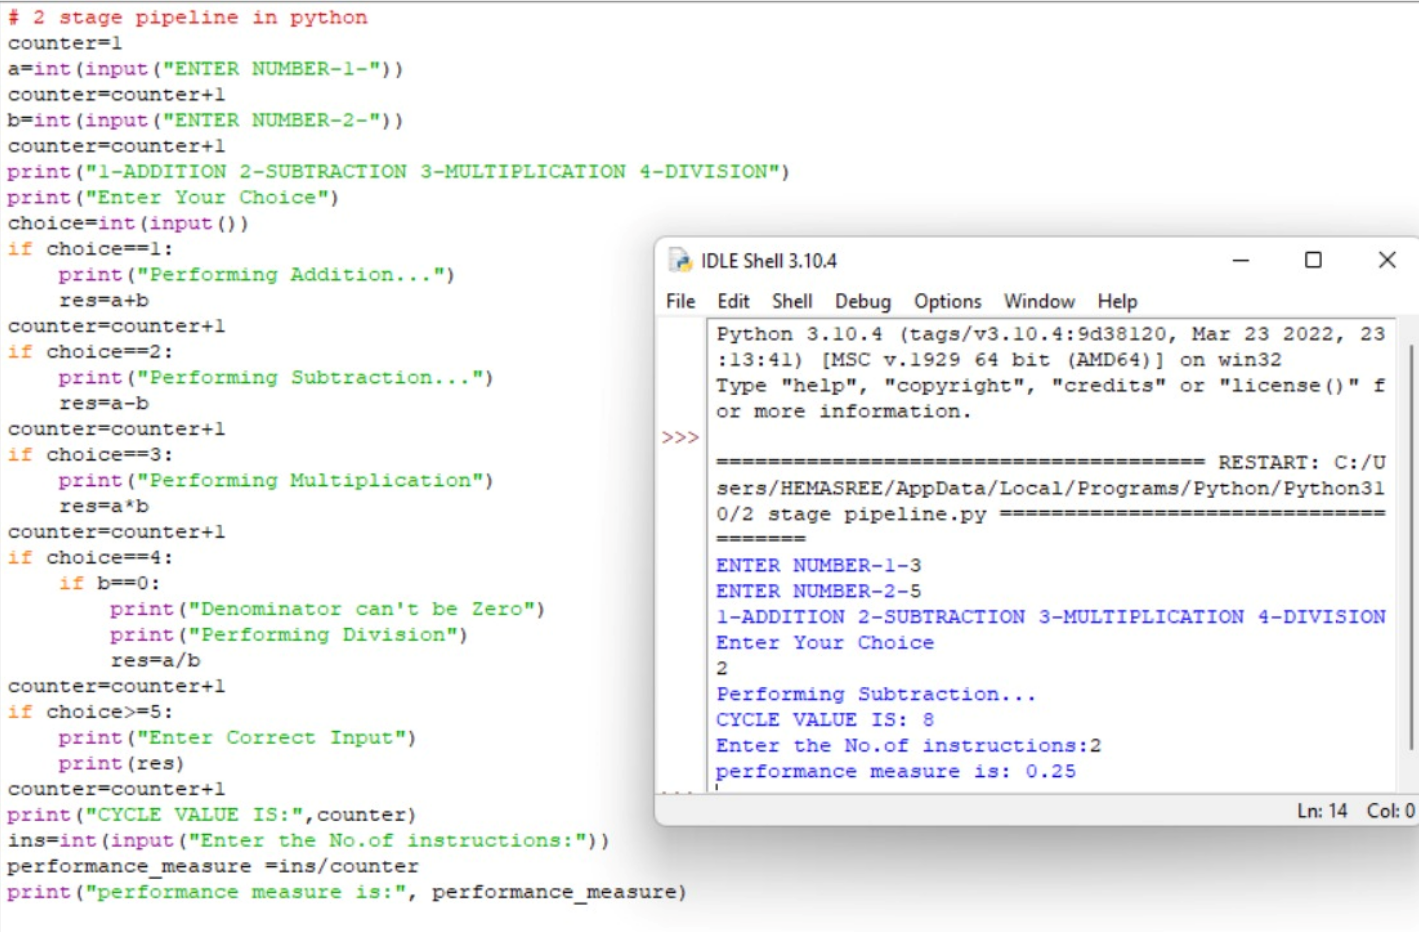 # 2 stage pipeline in python
counter=1
a=int(input("ENTER NUMBER-1-"))
counter=counter+1
b=int(input("ENTER NUMBER-2-"))
counter=counter+1
print("1-ADDITION 2-SUBTRACTION 3-MULTIPLICATION 4-DIVISION")
print("Enter Your Choice")
choice=int(input())
if choice==1:
    print("Performing Addition...")
    res=a+b
counter=counter+1
if choice==2:
    print("Performing Subtraction...")
    res=a-b
counter=counter+1
if choice==3:
    print("Performing Multiplication")
    res=a*b
counter=counter+1
if choice==4:
    if b==0:
        print("Denominator can't be Zero")
        print("Performing Division")
        res=a/b
counter=counter+1
if choice>=5:
    print("Enter Correct Input")
    print(res)
counter=counter+1
print("CYCLE VALUE IS:",counter)
ins=int(input("Enter the No.of instructions:"))
performance_measure =ins/counter
print("performance measure is:", performance_measure)
IDLE Shell 3.10.4
File Edit Shell Debug Options Window Help
Python 3.10.4 (tags/v3.10.4:9d38120, Mar 23 2022, 23
:13:41) [MSC v.1929 64 bit (AMD64)] on win32
Type "help", "copyright", "credits" or "license()" f
or more information.
>>>
====================================== RESTART: C:/U
sers/HEMASREE/AppData/Local/Programs/Python/Python31
0/2 stage pipeline.py ==============================
=======
ENTER NUMBER-1-3
ENTER NUMBER-2-5
1-ADDITION 2-SUBTRACTION 3-MULTIPLICATION 4-DIVISION
Enter Your Choice
2
Performing Subtraction...
CYCLE VALUE IS: 8
Enter the No.of instructions:2
performance measure is: 0.25
Ln: 14 Col: 0